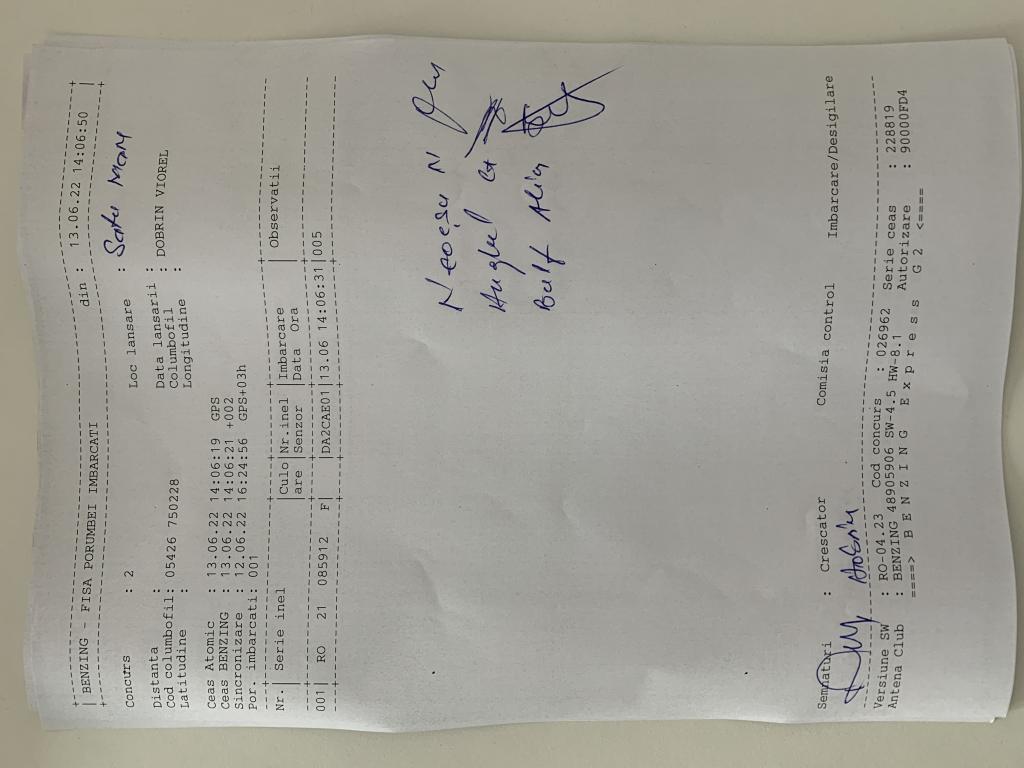 BENZING - FISA PORUMBEI IMBARCATI din : 13.06.22 14:06:50
Concurs : 2 Loc lansare : Satu Mare
Distanta : Data lansarii :
Cod columbofil: 05426 750228 Columbofil : DOBRIN VIOREL
Latitudine : Longitudine :
Ceas Atomic : 13.06.22 14:06:19 GPS
Ceas BENZING : 13.06.22 14:06:21 +002
Sincronizare : 12.06.22 16:24:56 GPS+03h
Por.imbarcati: 001
Nr.| Serie inel |Culo|Nr.inel |Imbarcare | Observatii
|are |Senzor |Data Ora |
001| RO 21 085912 F| |DA2CAE01|13.06 14:06:31|005
N
Bulf Alin
Semnaturi : Crescator Comisia control Imbarcare/Desigilare
Versiune SW : RO-04.23 Cod concurs : 026962 Serie ceas : 228819
Antena Club : BENZING 48905906 SW-4.5 HW-8.1 Autorizare : 90000FD4
====> B E N Z I N G E x p r e s s G 2 <====